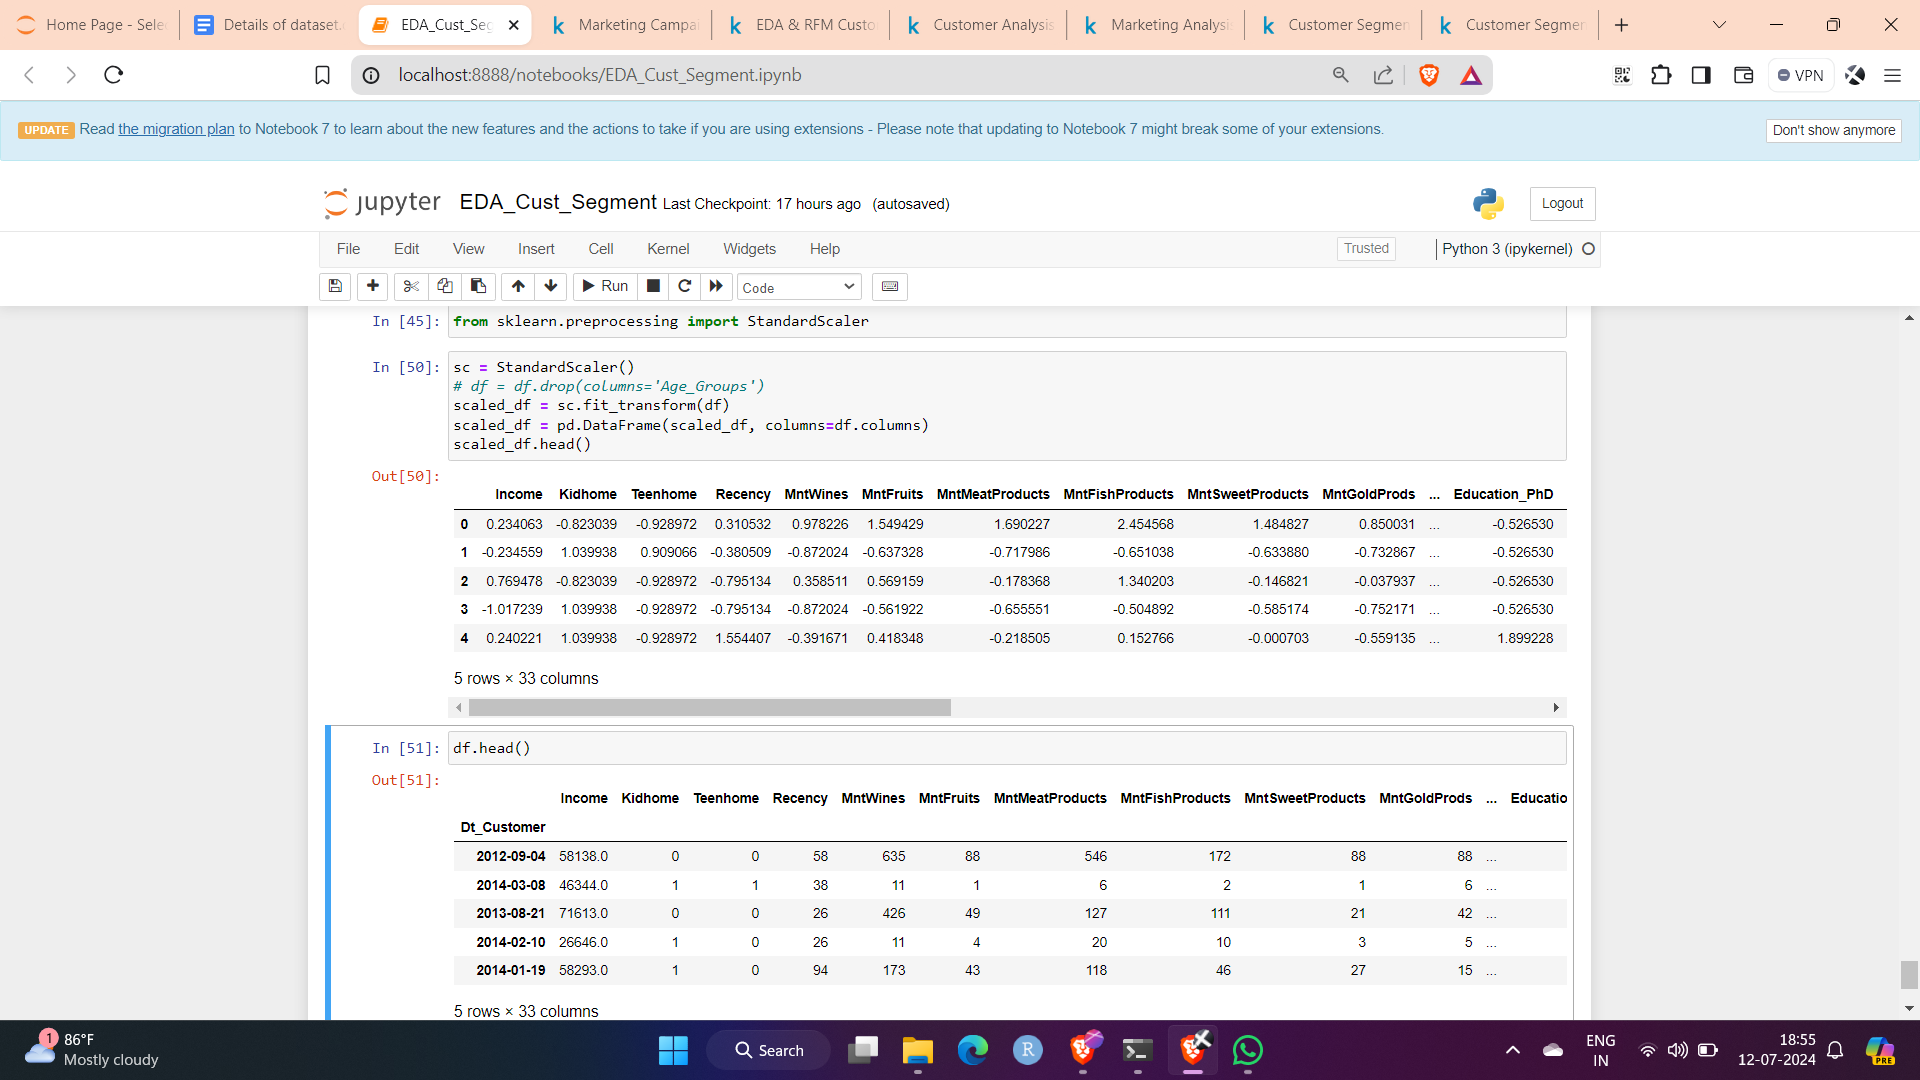 Home Page - Sele
Details of dataset.
EDA_Cust_Seg
Marketing Campa
EDA & RFM Custo
Customer Analysis
Marketing Analysi
Customer Segmen
Customer Segmen
localhost:8888/notebooks/EDA_Cust_Segment.ipynb
VPN
UPDATE Read the migration plan to Notebook 7 to learn about the new features and the actions to take if you are using extensions - Please note that updating to Notebook 7 might break some of your extensions.
Don't show anymore
jupyter EDA_Cust_Segment Last Checkpoint: 17 hours ago (autosaved)
Logout
File Edit View Insert Cell Kernel Widgets Help
Trusted
Python 3 (ipykernel)
Run
Code
In [45]: from sklearn.preprocessing import StandardScaler
In [50]: sc = StandardScaler()
# df = df.drop(columns='Age_Groups')
scaled_df = sc.fit_transform(df)
scaled_df = pd.DataFrame(scaled_df, columns=df.columns)
scaled_df.head()
Out[50]:
Income Kidhome Teenhome Recency MntWines MntFruits MntMeatProducts MntFishProducts MntSweetProducts MntGoldProds ... Education_PhD
0 0.234063 -0.823039 -0.928972 0.310532 0.978226 1.549429 1.690227 2.454568 1.484827 0.850031 ... -0.526530
1 -0.234559 1.039938 0.909066 -0.380509 -0.872024 -0.637328 -0.717986 -0.651038 -0.633880 -0.732867 ... -0.526530
2 0.769478 -0.823039 -0.928972 -0.795134 0.358511 0.569159 -0.178368 1.340203 -0.146821 -0.037937 ... -0.526530
3 -1.017239 1.039938 -0.928972 -0.795134 -0.872024 -0.561922 -0.655551 -0.504892 -0.585174 -0.752171 ... -0.526530
4 0.240221 1.039938 -0.928972 1.554407 -0.391671 0.418348 -0.218505 0.152766 -0.000703 -0.559135 ... 1.899228
5 rows × 33 columns
In [51]: df.head()
Out[51]:
Income Kidhome Teenhome Recency MntWines MntFruits MntMeatProducts MntFishProducts MntSweetProducts MntGoldProds ... Educatio
Dt_Customer
2012-09-04 58138.0 0 0 58 635 88 546 172 88 88 ...
2014-03-08 46344.0 1 1 38 11 1 6 2 1 6 ...
2013-08-21 71613.0 0 0 26 426 49 127 111 21 42 ...
2014-02-10 26646.0 1 0 26 11 4 20 10 3 5 ...
2014-01-19 58293.0 1 0 94 173 43 118 46 27 15 ...
5 rows × 33 columns
1
86°F
Mostly cloudy
Search
R
ENG
IN
18:55
12-07-2024
PRE